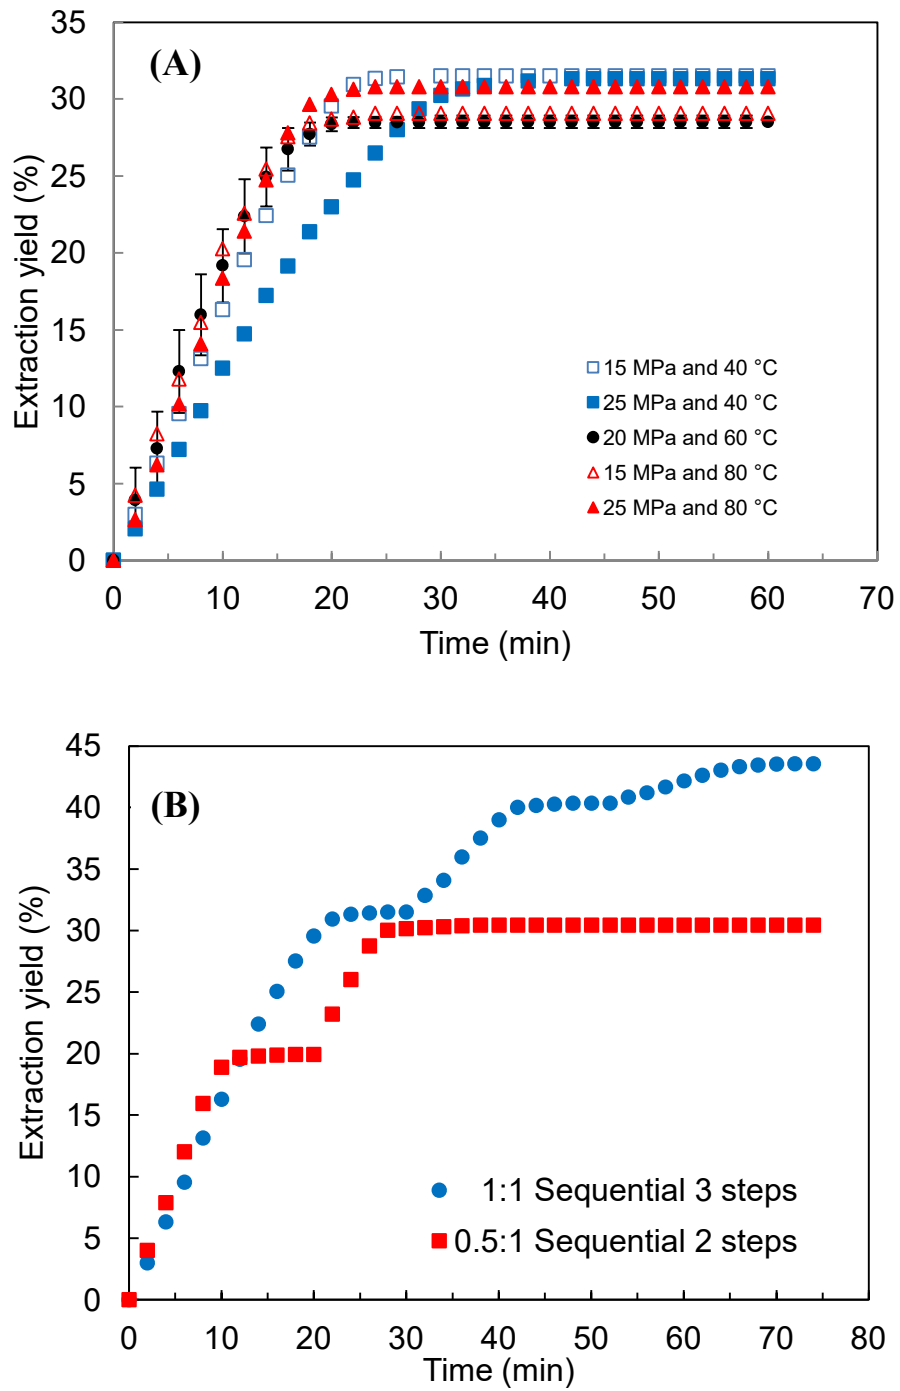 (A)
Extraction yield (%)
35
30
25
20
15
10
5
0
15 MPa and 40 °C
25 MPa and 40 °C
20 MPa and 60 °C
15 MPa and 80 °C
25 MPa and 80 °C
0 10 20 30 40 50 60 70
Time (min)
(B)
Extraction yield (%)
45
40
35
30
25
20
15
10
5
0
1:1 Sequential 3 steps
0.5:1 Sequential 2 steps
0 10 20 30 40 50 60 70 80
Time (min)